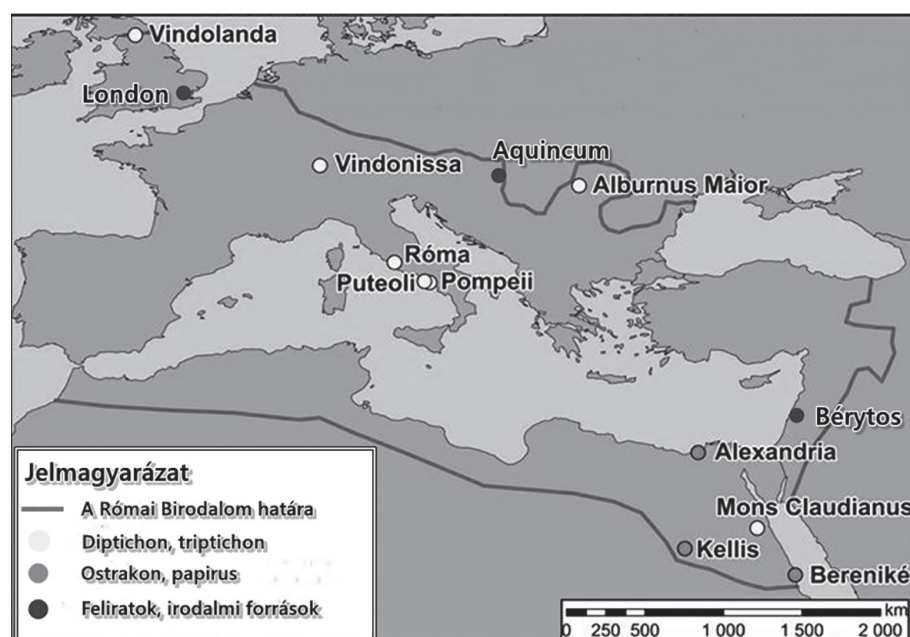 Vindolanda
London
Vindonissa
Aquincum
Alburnus Maior
Róma
Puteoli
Pompeii
Bérytos
Alexandria
Mons Claudianus
Kellis
Bereniké
Jelmagyarázat
A Római Birodalom határa
Diptichon, triptichon
Ostrakon, papirus
Feliratok, irodalmi források
km
0 250 500 1 000 1 500 2 000